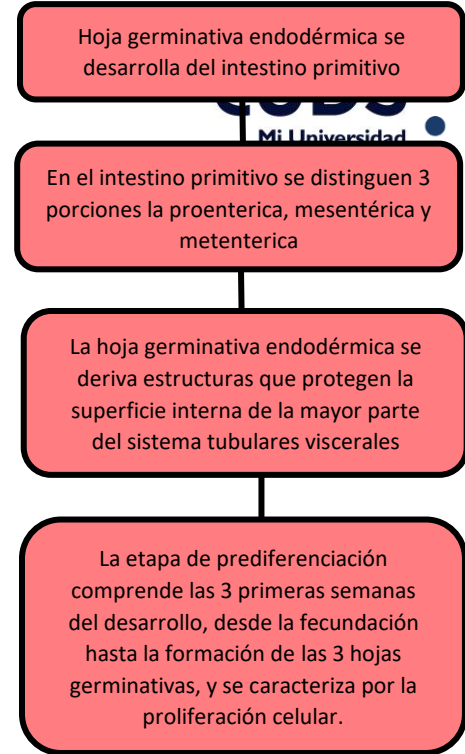 Hoja germinativa endodérmica se
desarrolla del intestino primitivo
Mi Universidad
En el intestino primitivo se distinguen 3
porciones la proenterica, mesentérica y
metenterica
La hoja germinativa endodérmica se
deriva estructuras que protegen la
superficie interna de la mayor parte
del sistema tubulares viscerales
La etapa de prediferenciación
comprende las 3 primeras semanas
del desarrollo, desde la fecundación
hasta la formación de las 3 hojas
germinativas, y se caracteriza por la
proliferación celular.